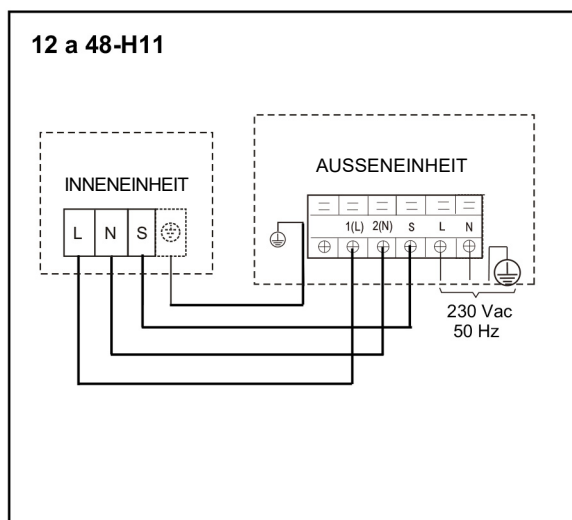 12 a 48-H11
INNENEINHEIT
L N S
AUSSENEINHEIT
1(L) 2(N) S L N
230 Vac
50 Hz